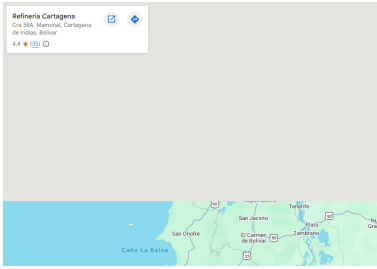 Refinería Cartagena
Cra 58A, Mamonal, Cartagena
de Indias, Bolívar
4,4 ★ (35)
Tenerife
90
San Jacinto
Plato
San Onofre
El Carmen
de Bolívar
Zambrano
Caño La Balsa
25